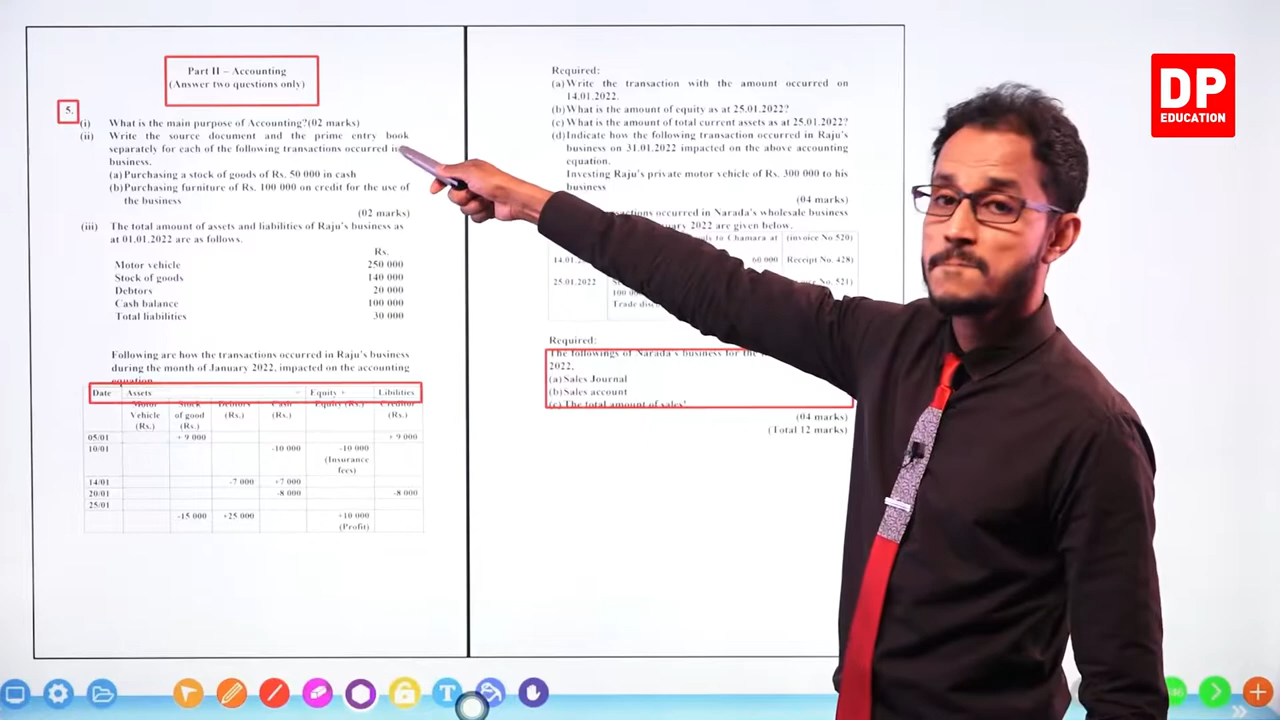 Part II – Accounting
(Answer two questions only)
5.
(i) What is the main purpose of Accounting?(02 marks)
(ii) Write the source document and the prime entry book
separately for each of the following transactions occurred
business.
(a) Purchasing a stock of goods of Rs. 50 000 in cash
(b) Purchasing furniture of Rs. 100 000 on credit for the use of
the business
(02 marks)
(iii) The total amount of assets and liabilities of Raju's business as
at 01.01.2022 are as follows.
Rs.
Motor vehicle 250 000
Stock of goods 140 000
Debtors 20 000
Cash balance 100 000
Total liabilities 30 000
Following are how the transactions occurred in Raju's business
during the month of January 2022, impacted on the accounting
equation
Date Assets = Equity + Libilities
Motor Stock Debtors Cash Equity (Rs.) Creditor
Vehicle of good (Rs.) (Rs.) (Rs.)
(Rs.) (Rs.)
05/01 + 9 000 + 9 000
10/01 -10 000 -10 000
(Insurance
fees)
14/01 -7 000 +7 000
20/01 -8 000 -8 000
25/01
-15 000 +25 000 +10 000
(Profit)
Required:
(a) Write the transaction with the amount occurred on
14.01.2022.
(b) What is the amount of equity as at 25.01.2022?
(c) What is the amount of total current assets as at 25.01.2022?
(d) Indicate how the following transaction occurred in Raju's
business on 31.01.2022 impacted on the above accounting
equation.
Investing Raju's private motor vehicle of Rs. 300 000 to his
business
(04 marks)
occurred in Narada's wholesale business
2022 are given below.
to Chamara at (invoice No 520)
60 000 Receipt No. 428)
25.01.2022 No. 521)
100
Trade
Required:
The followings of Narada's business for the
2022.
(a) Sales Journal
(b) Sales account
(c) The total amount of sales'
(04 marks)
(Total 12 marks)
DP
EDUCATION
T